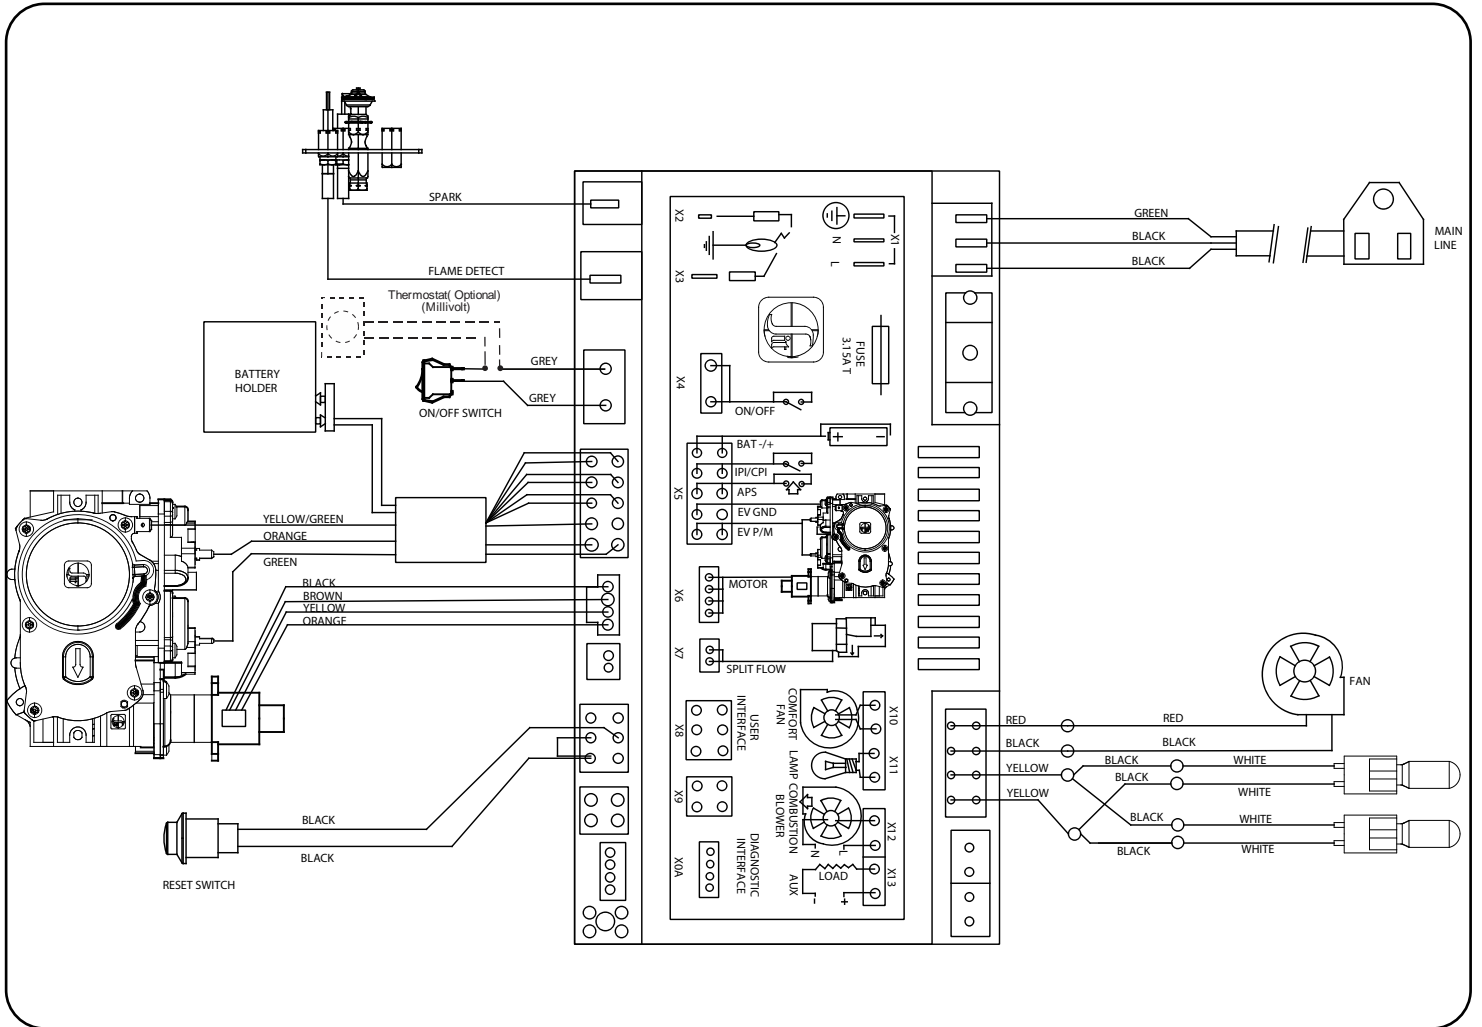 SPARK
FLAME DETECT
Thermostat( Optional)
(Millivolt)
BATTERY
HOLDER
GREY
GREY
ON/OFF SWITCH
YELLOW/GREEN
ORANGE
GREEN
BLACK
BROWN
YELLOW
ORANGE
BLACK
BLACK
RESET SWITCH
X2
X3
X4
X5
X6
X7
X8
X9
X0A
N
L
X1
FUSE
3.15A T
ON/OFF
BAT -/+
+
-
IPI/CPI
APS
EV GND
EV P/M
MOTOR
SPLIT FLOW
USER
INTERFACE
DIAGNOSTIC
INTERFACE
COMFORT
FAN
LAMP
COMBUSTION
BLOWER
N
L
AUX
LOAD
-
+
X10
X11
X12
X13
GREEN
BLACK
BLACK
MAIN
LINE
FAN
RED
RED
BLACK
BLACK
YELLOW
YELLOW
BLACK
WHITE
BLACK
WHITE
BLACK
WHITE
BLACK
WHITE